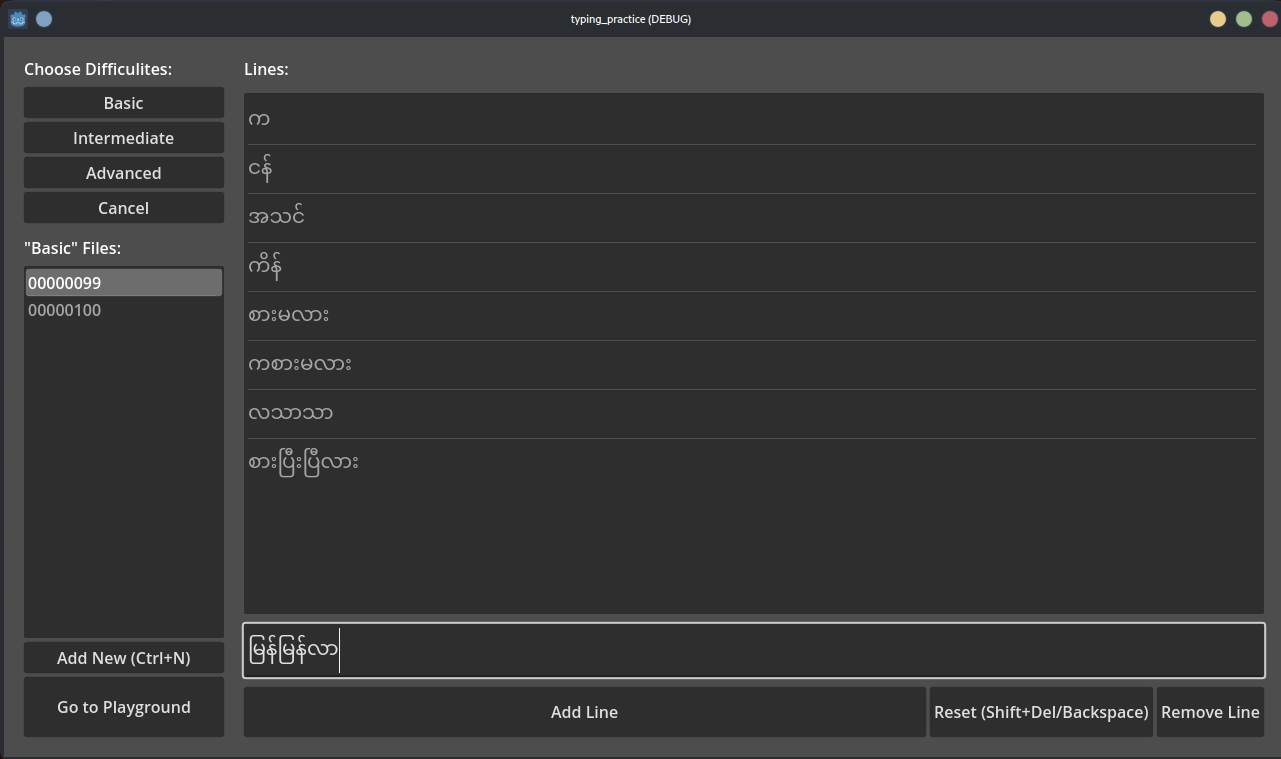 typing_practice (DEBUG)
Choose Difficulites:
Basic
Intermediate
Advanced
Cancel
"Basic" Files:
00000099
00000100
Add New (Ctrl+N)
Go to Playground
Lines:
က
ငန်
အသင်
ကိန်
စားမလား
ကစားမလား
လသာသာ
စားပြီးပြီလား
မြန်မြန်လာ
Add Line
Reset (Shift+Del/Backspace)
Remove Line